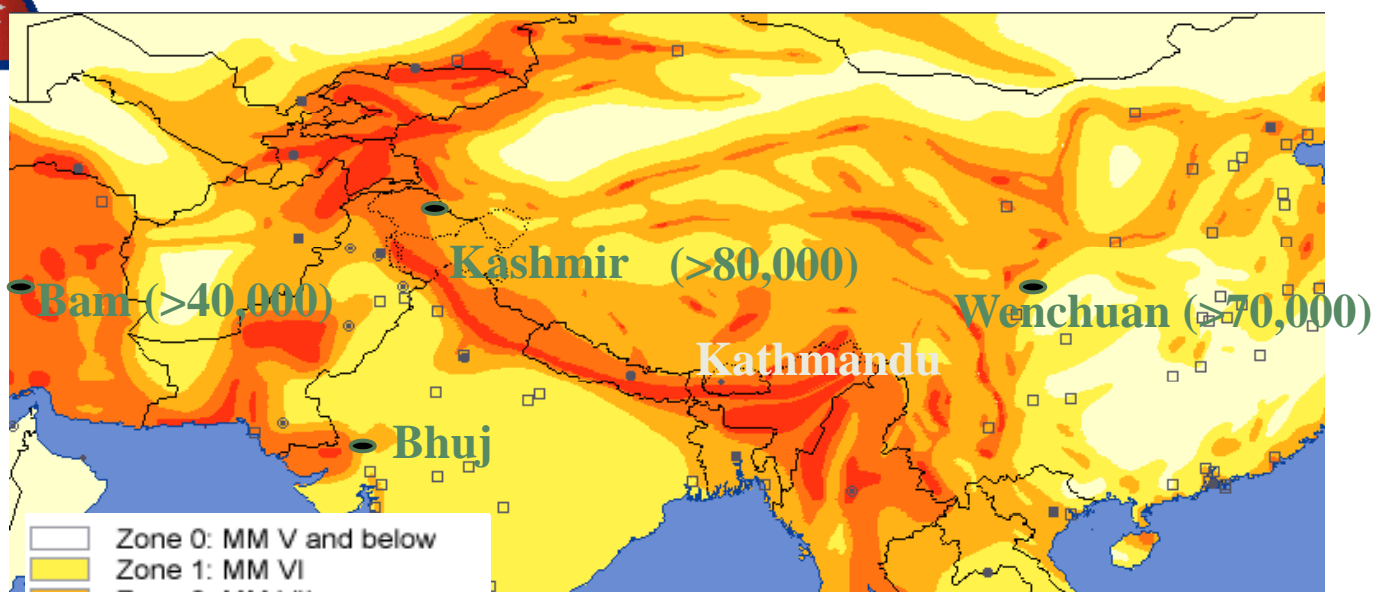 Kashmir (>80,000)
Bam (>40,000)
Wenchuan (>70,000)
Kathmandu
Bhuj
Zone 0: MM V and below
Zone 1: MM VI